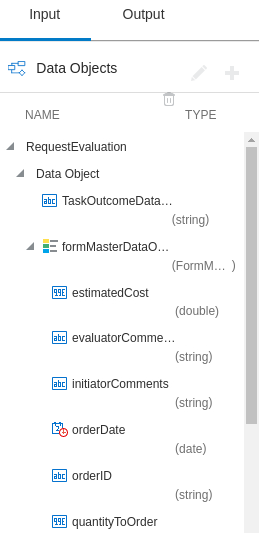 Input Output
Data Objects
NAME TYPE
RequestEvaluation
Data Object
TaskOutcomeData...
(string)
formMasterDataO...
(FormM... )
estimatedCost
(double)
evaluatorComme...
(string)
initiatorComments
(string)
orderDate
(date)
orderID
(string)
quantityToOrder